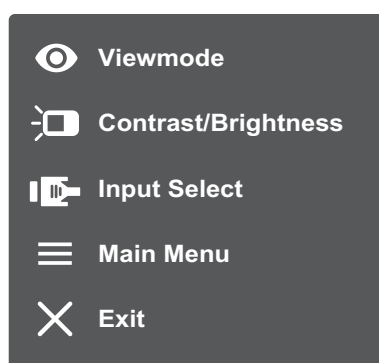 Viewmode
Contrast/Brightness
Input Select
Main Menu
Exit